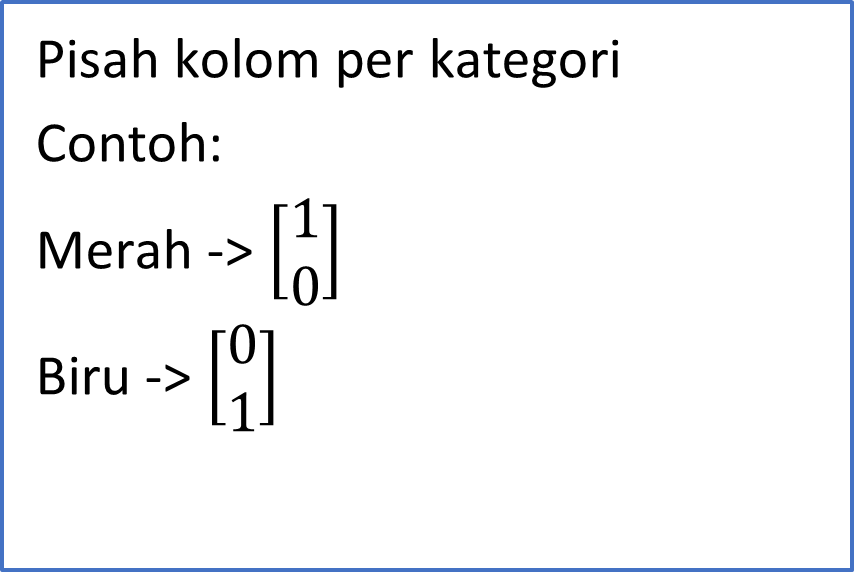 Pisah kolom per kategori
Contoh:
Merah -> [1 0]
Biru -> [0 1]